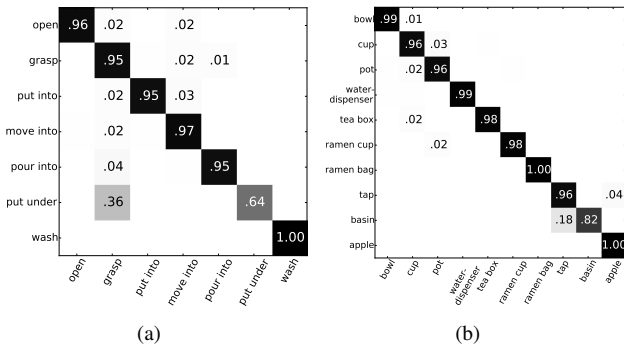 open .96 .02 .02
grasp .95 .02 .01
put into .02 .95 .03
move into .02 .97
pour into .04 .95
put under .36 .64
wash 1.00
open grasp put into move into pour into put under wash
(a)
bowl .99 .01
cup .96 .03
pot .02 .96
water-
dispenser .99
tea box .02 .98
ramen cup .02 .98
ramen bag 1.00
tap .96 .04
basin .18 .82
apple 1.00
bowl cup pot water-
dispenser tea box ramen cup ramen bag tap basin apple
(b)